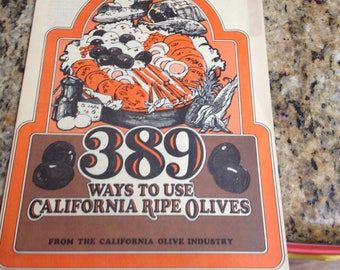 389
WAYS TO USE
CALIFORNIA RIPE OLIVES
FROM THE CALIFORNIA OLIVE INDUSTRY